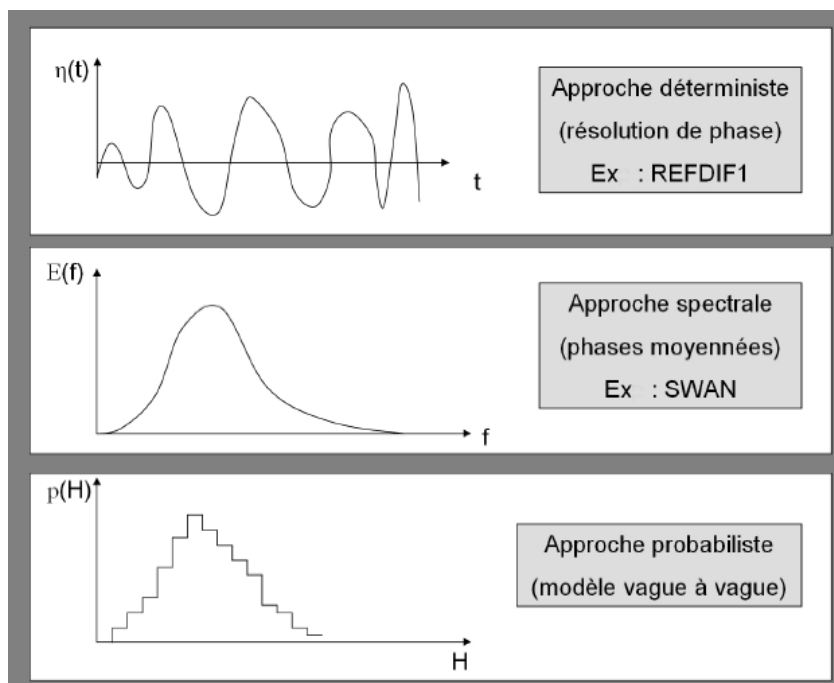 η(t)
t
Approche déterministe
(résolution de phase)
Ex : REFDIF1
E(f)
f
Approche spectrale
(phases moyennées)
Ex : SWAN
p(H)
H
Approche probabiliste
(modèle vague à vague)